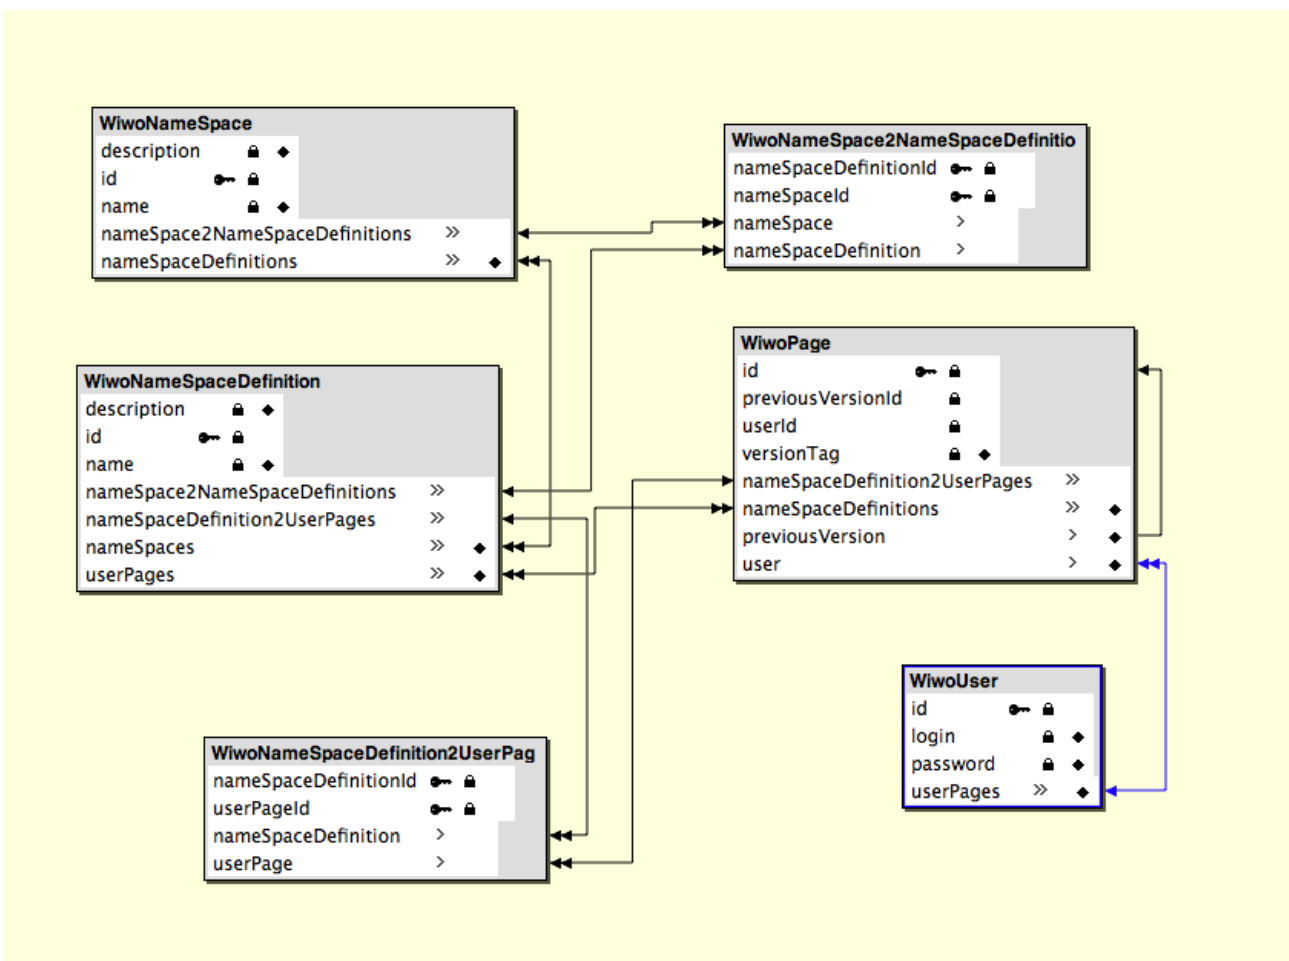 WiwoNameSpace
description
id
name
nameSpace2NameSpaceDefinitions
nameSpaceDefinitions
WiwoNameSpace2NameSpaceDefinitio
nameSpaceDefinitionId
nameSpaceId
nameSpace
nameSpaceDefinition
WiwoNameSpaceDefinition
description
id
name
nameSpace2NameSpaceDefinitions
nameSpaceDefinition2UserPages
nameSpaces
userPages
WiwoPage
id
previousVersionId
userId
versionTag
nameSpaceDefinition2UserPages
nameSpaceDefinitions
previousVersion
user
WiwoUser
id
login
password
userPages
WiwoNameSpaceDefinition2UserPag
nameSpaceDefinitionId
userPageId
nameSpaceDefinition
userPage